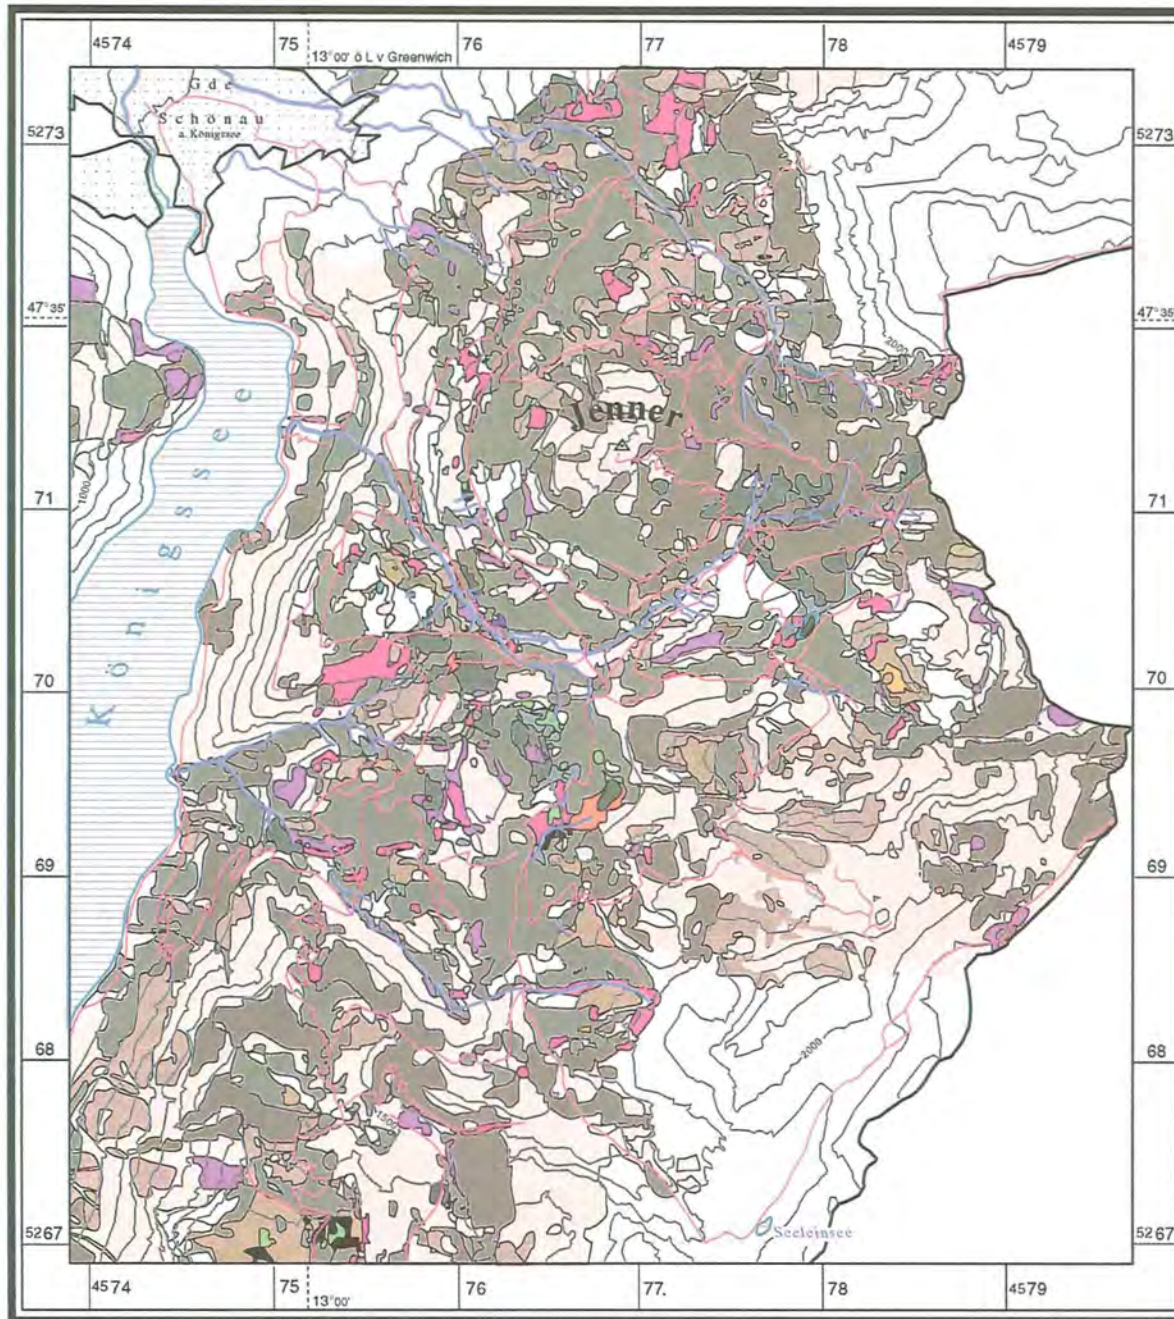 4574 75 76 77 78 4579
13°00' ö L v Greenwich
Gde
Schönau
a. Königssee
5273 5273
47°35' 47°35'
2000
Jenner
Königssee
1000
71 71
70 70
69 69
68 68
2000
1500
5267 5267
Seeleinsee
4574 75 76 77. 78 4579
13°00'